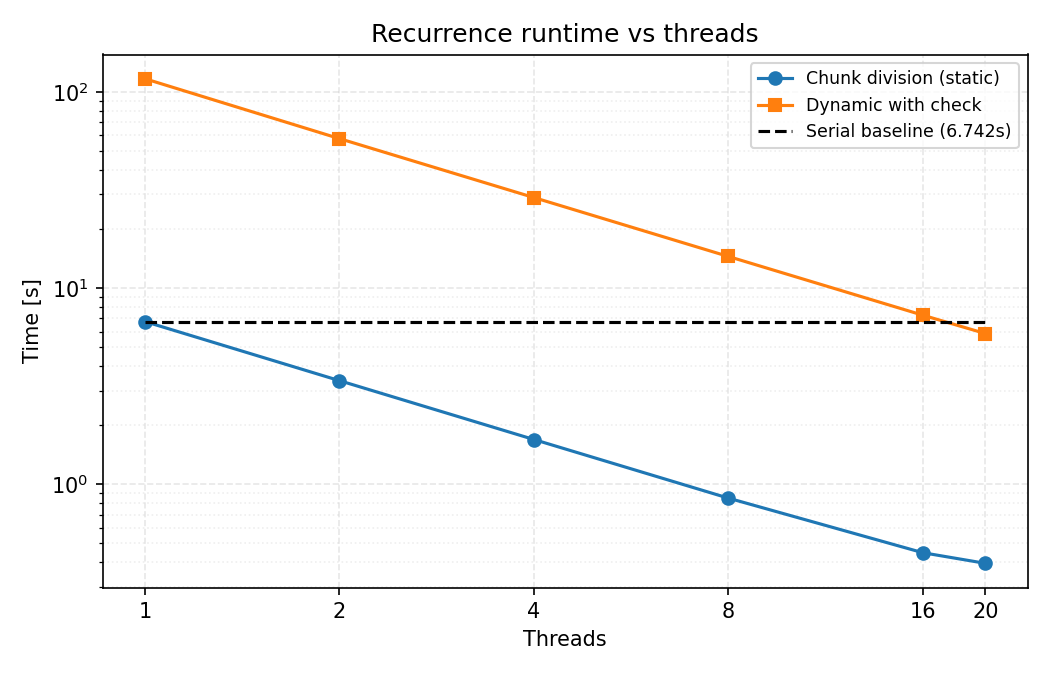 Recurrence runtime vs threads
Chunk division (static)
Dynamic with check
Serial baseline (6.742s)
Time [s]
10²
10¹
10⁰
1 2 4 8 16 20
Threads